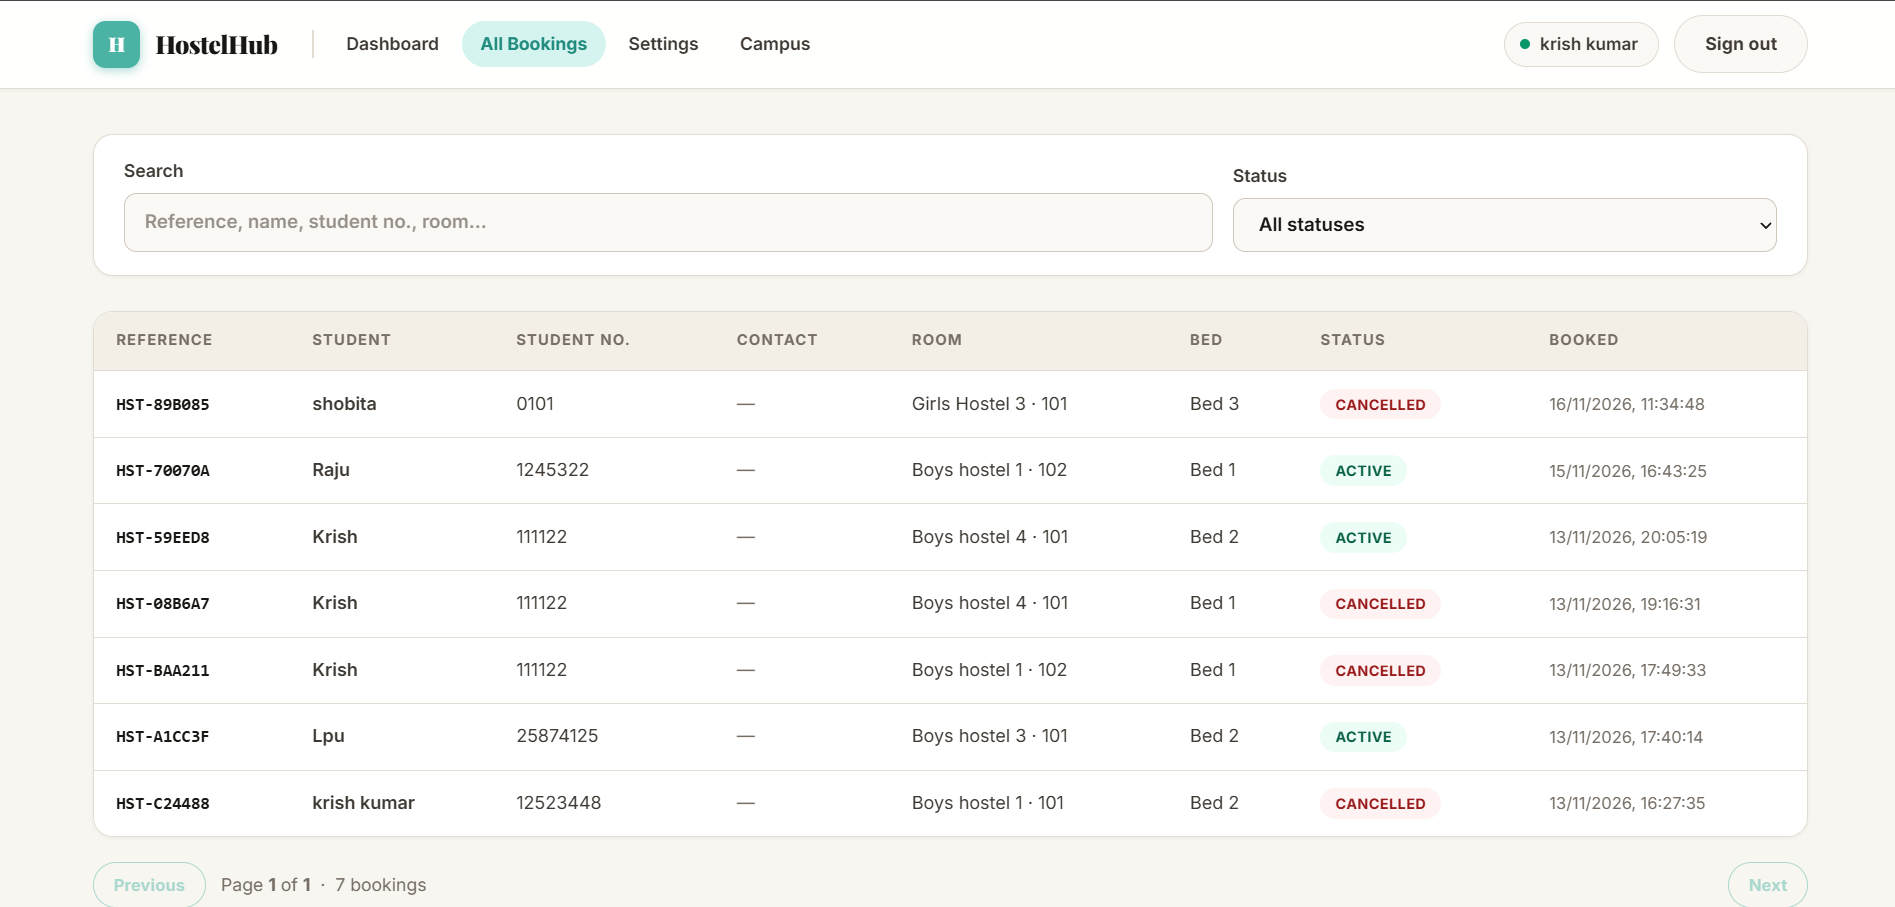 H HostelHub Dashboard All Bookings Settings Campus krish kumar Sign out
Search
Reference, name, student no., room...
Status
All statuses
REFERENCE STUDENT STUDENT NO. CONTACT ROOM BED STATUS BOOKED
HST-89B085 shobita 0101 — Girls Hostel 3 · 101 Bed 3 CANCELLED 16/11/2026, 11:34:48
HST-70070A Raju 1245322 — Boys hostel 1 · 102 Bed 1 ACTIVE 15/11/2026, 16:43:25
HST-59EED8 Krish 111122 — Boys hostel 4 · 101 Bed 2 ACTIVE 13/11/2026, 20:05:19
HST-08B6A7 Krish 111122 — Boys hostel 4 · 101 Bed 1 CANCELLED 13/11/2026, 19:16:31
HST-BAA211 Krish 111122 — Boys hostel 1 · 102 Bed 1 CANCELLED 13/11/2026, 17:49:33
HST-A1CC3F Lpu 25874125 — Boys hostel 3 · 101 Bed 2 ACTIVE 13/11/2026, 17:40:14
HST-C24488 krish kumar 12523448 — Boys hostel 1 · 101 Bed 2 CANCELLED 13/11/2026, 16:27:35
Previous Page 1 of 1 · 7 bookings Next